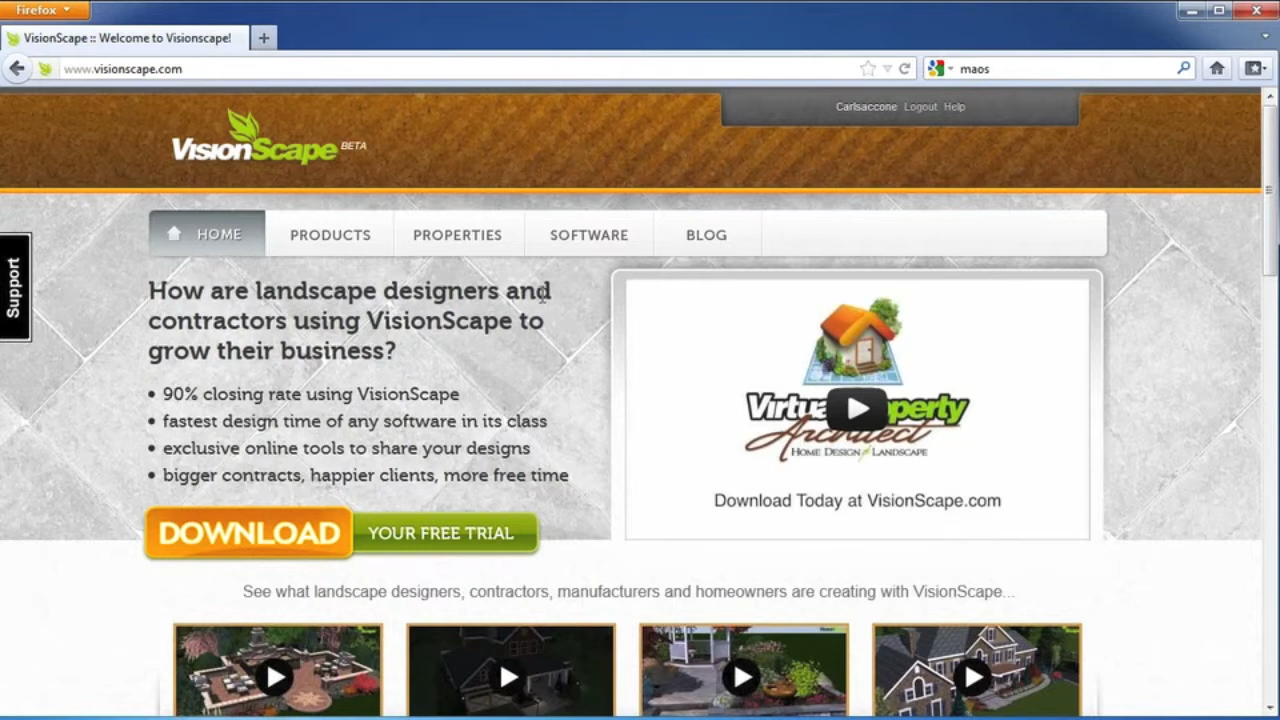 Firefox
VisionScape :: Welcome to Visionscape!
www.visionscape.com
maos
Carlsaccone Logout Help
VisionScape BETA
HOME
PRODUCTS
PROPERTIES
SOFTWARE
BLOG
Support
How are landscape designers and
contractors using VisionScape to
grow their business?
• 90% closing rate using VisionScape
• fastest design time of any software in its class
• exclusive online tools to share your designs
• bigger contracts, happier clients, more free time
Architect
HOME DESIGN & LANDSCAPE
Download Today at VisionScape.com
DOWNLOAD YOUR FREE TRIAL
See what landscape designers, contractors, manufacturers and homeowners are creating with VisionScape...